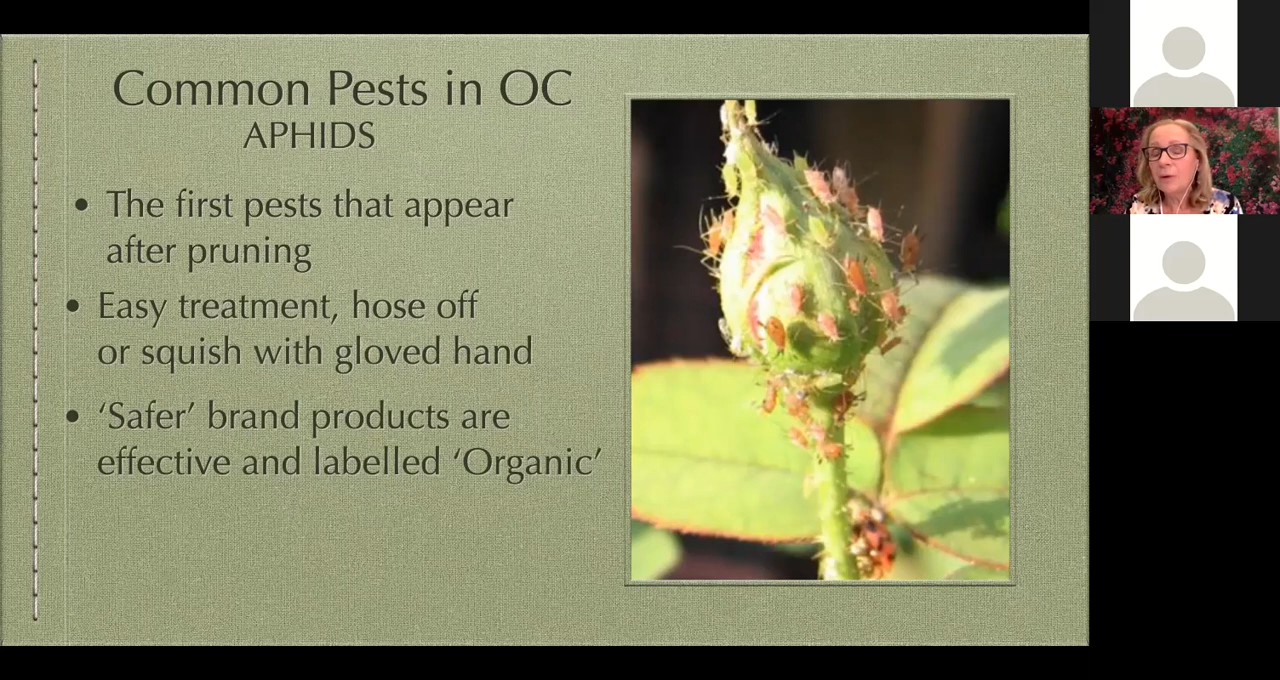 Common Pests in OC
APHIDS
• The first pests that appear
after pruning
• Easy treatment, hose off
or squish with gloved hand
• ‘Safer’ brand products are
effective and labelled ‘Organic’